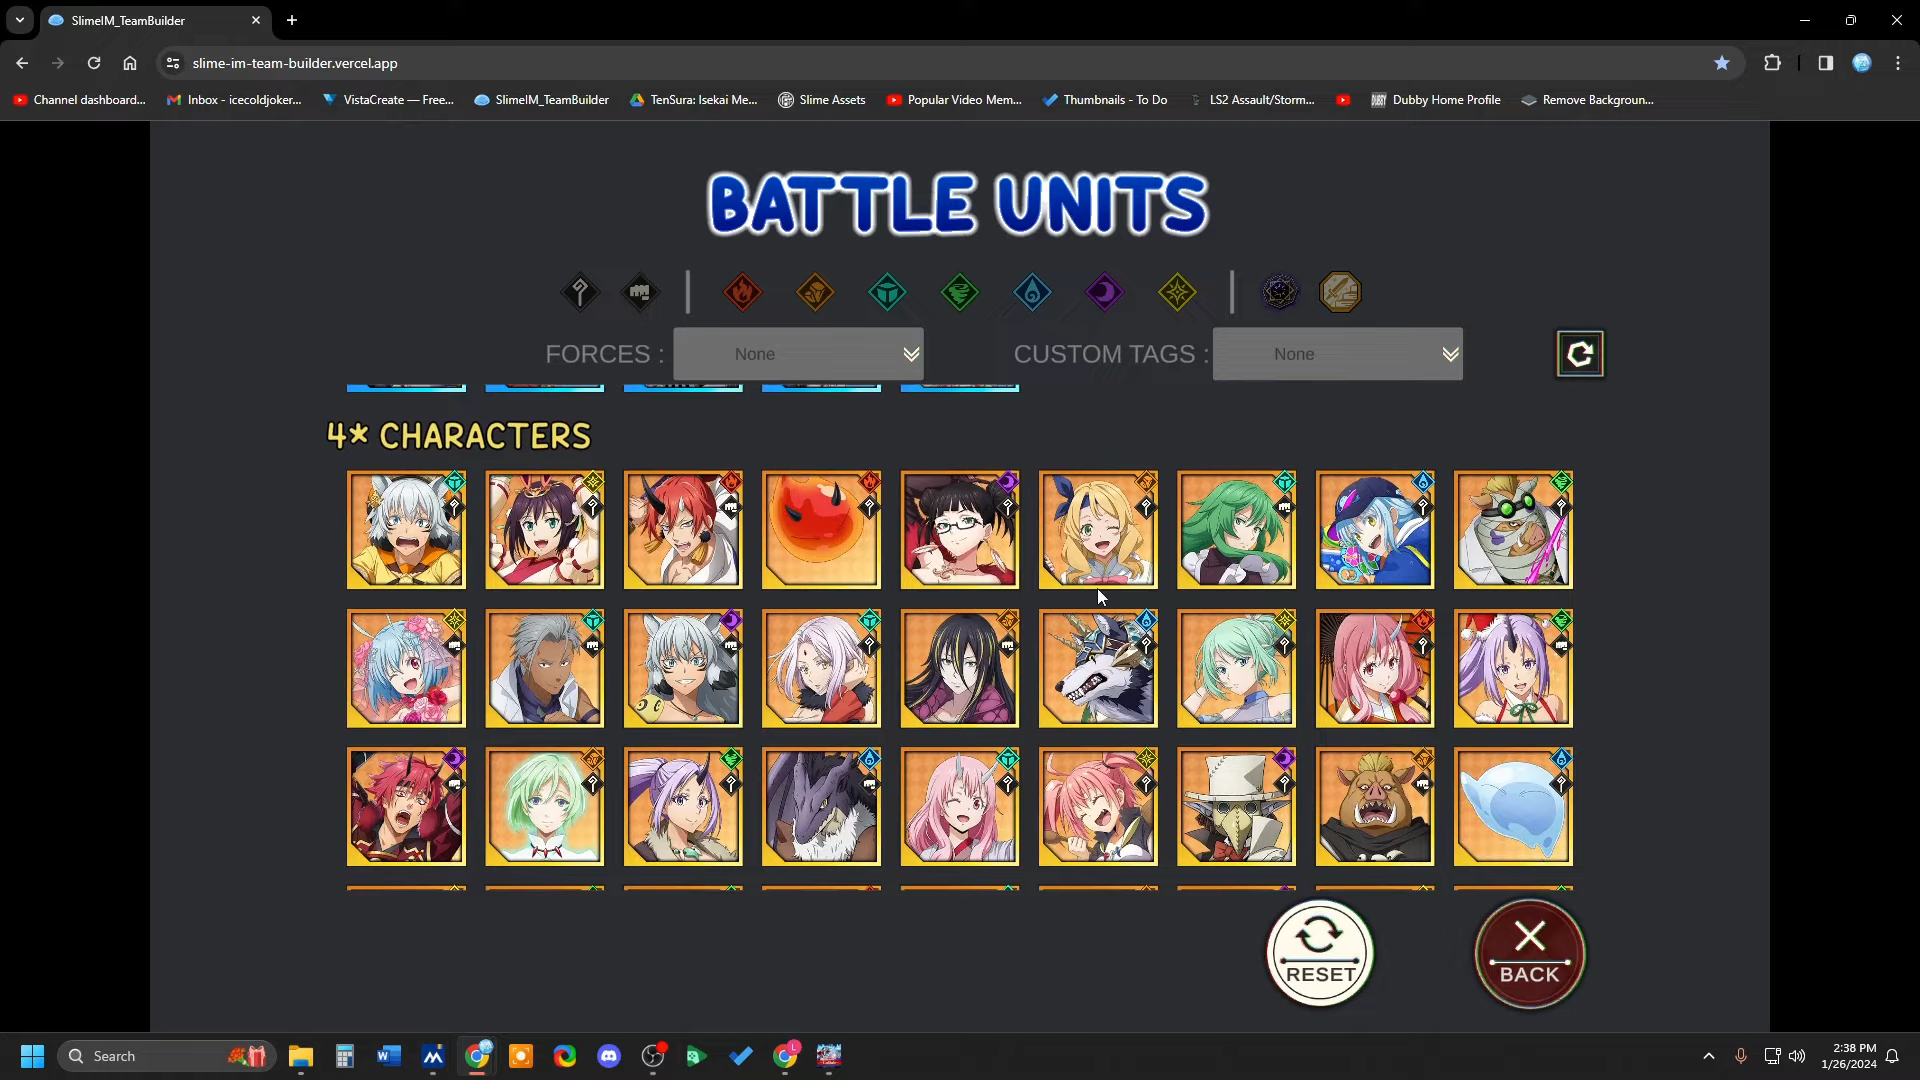 SlimeIM_TeamBuilder
slime-im-team-builder.vercel.app
Channel dashboard...
Inbox - icecoldjoker...
VistaCreate — Free...
SlimeIM_TeamBuilder
TenSura: Isekai Me...
Slime Assets
Popular Video Mem...
Thumbnails - To Do
LS2 Assault/Storm...
DUBBY
Dubby Home Profile
Remove Backgroun...
BATTLE UNITS
FORCES :
None
CUSTOM TAGS :
None
4* CHARACTERS
RESET
BACK
Search
2:38 PM
1/26/2024